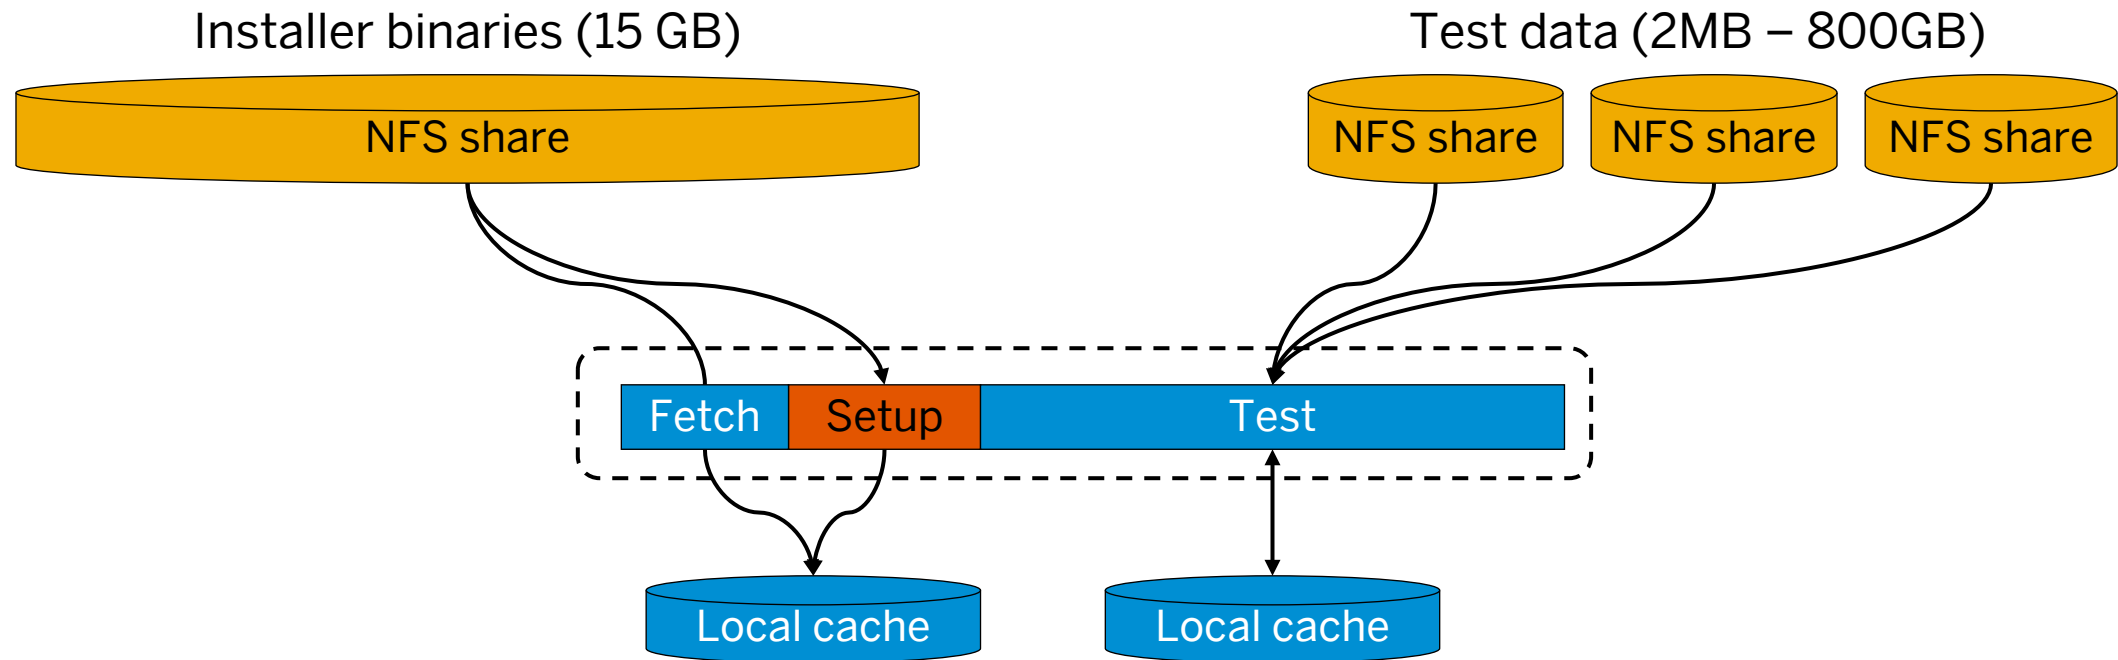 Installer binaries (15 GB)
Test data (2MB – 800GB)
NFS share
NFS share
NFS share
NFS share
Fetch
Setup
Test
Local cache
Local cache